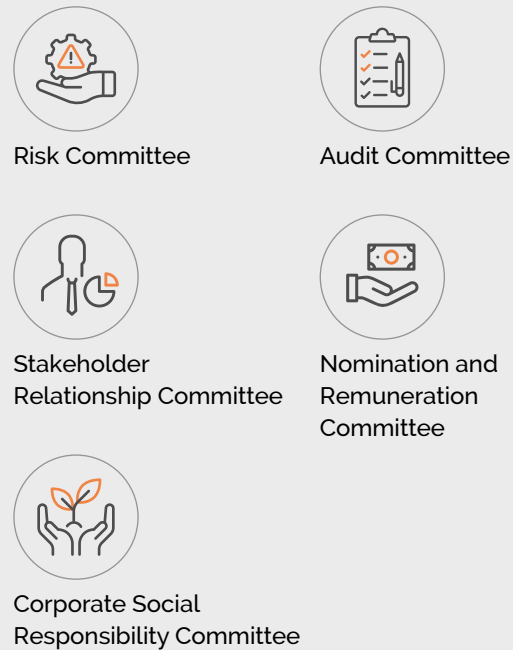 Risk Committee
Audit Committee
Stakeholder
Relationship Committee
Nomination and
Remuneration
Committee
Corporate Social
Responsibility Committee